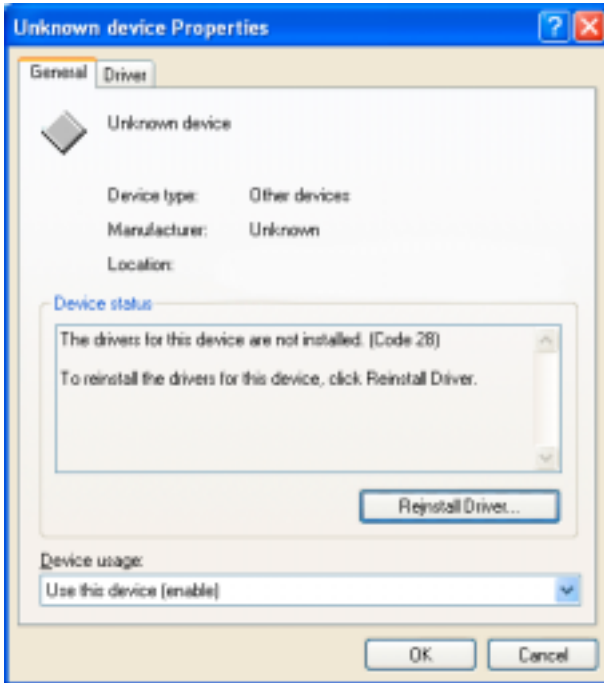 Unknown device Properties
General Driver
Unknown device
Device type: Other devices
Manufacturer: Unknown
Location:
Device status
The drivers for this device are not installed. (Code 28)
To reinstall the drivers for this device, click Reinstall Driver.
Reinstall Driver...
Device usage:
Use this device (enable)
OK Cancel